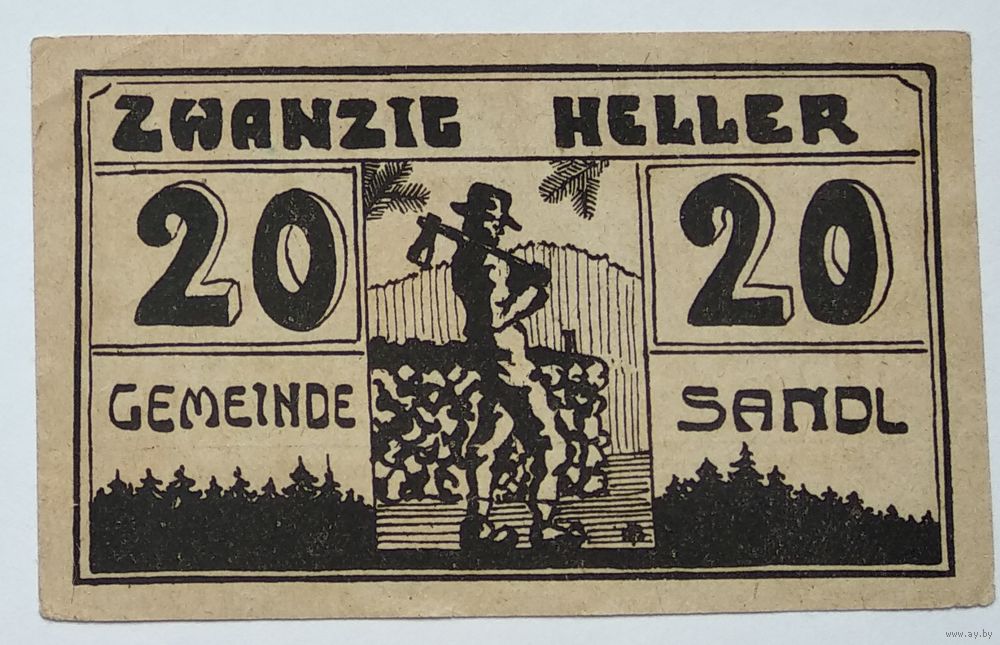 ZWANZIG HELLER
20 20
GEMEINDE SANDL
www.ay.by